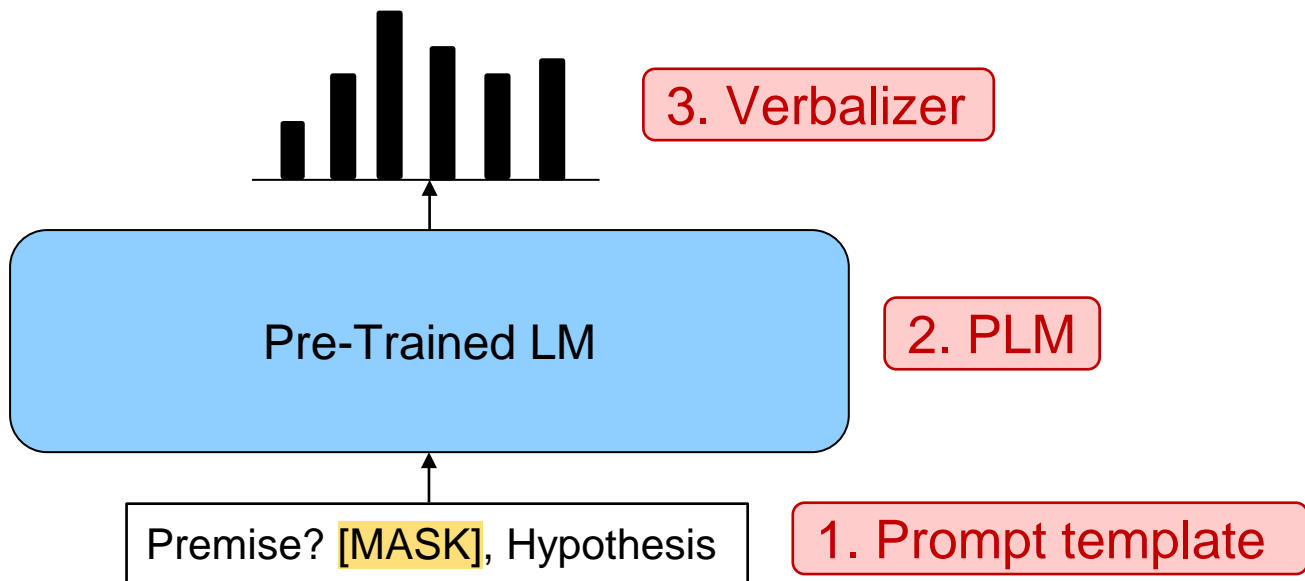 3. Verbalizer
Pre-Trained LM
2. PLM
Premise? [MASK], Hypothesis
1. Prompt template